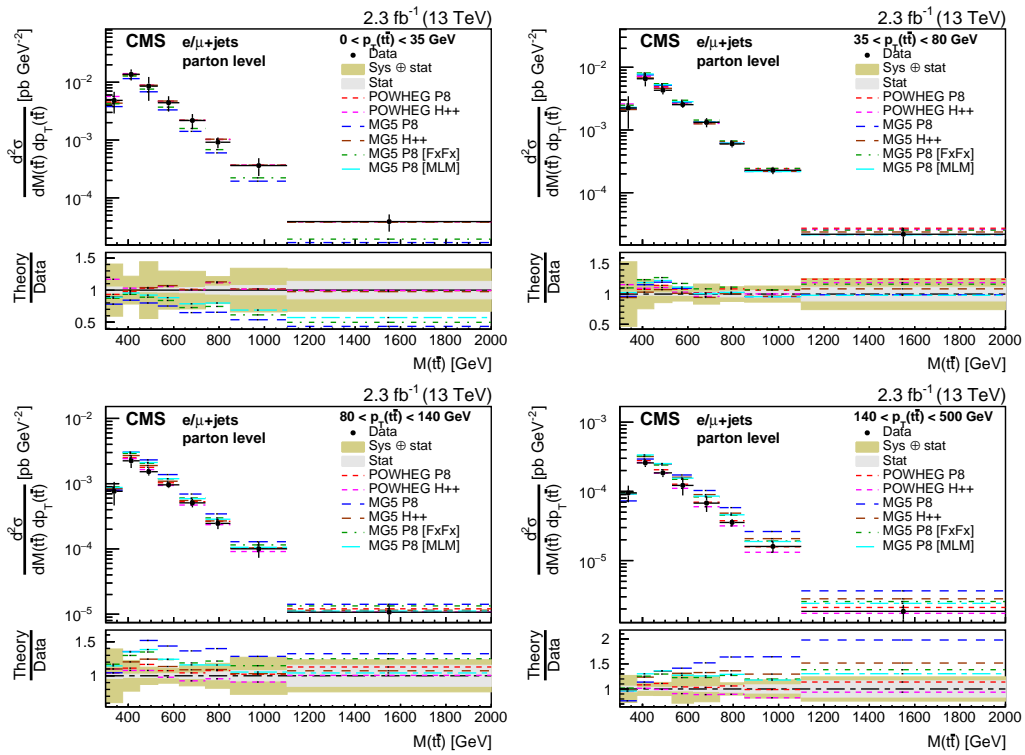 2.3 fb⁻¹ (13 TeV)
CMS
e/μ+jets
parton level
0 < p_T(tt̄) < 35 GeV
Data
Sys ⊕ stat
Stat
POWHEG P8
POWHEG H++
MG5 P8
MG5 H++
MG5 P8 [FxFx]
MG5 P8 [MLM]
d²σ
dM(tt̄) dp_T(tt̄)
[pb GeV⁻²]
10⁻²
10⁻³
10⁻⁴
Theory
Data
1.5
1
0.5
400 600 800 1000 1200 1400 1600 1800 2000
M(tt̄) [GeV]
2.3 fb⁻¹ (13 TeV)
CMS
e/μ+jets
parton level
35 < p_T(tt̄) < 80 GeV
Data
Sys ⊕ stat
Stat
POWHEG P8
POWHEG H++
MG5 P8
MG5 H++
MG5 P8 [FxFx]
MG5 P8 [MLM]
d²σ
dM(tt̄) dp_T(tt̄)
[pb GeV⁻²]
10⁻²
10⁻³
10⁻⁴
Theory
Data
1.5
1
0.5
400 600 800 1000 1200 1400 1600 1800 2000
M(tt̄) [GeV]
2.3 fb⁻¹ (13 TeV)
CMS
e/μ+jets
parton level
80 < p_T(tt̄) < 140 GeV
Data
Sys ⊕ stat
Stat
POWHEG P8
POWHEG H++
MG5 P8
MG5 H++
MG5 P8 [FxFx]
MG5 P8 [MLM]
d²σ
dM(tt̄) dp_T(tt̄)
[pb GeV⁻²]
10⁻²
10⁻³
10⁻⁴
10⁻⁵
Theory
Data
1.5
1
400 600 800 1000 1200 1400 1600 1800 2000
M(tt̄) [GeV]
2.3 fb⁻¹ (13 TeV)
CMS
e/μ+jets
parton level
140 < p_T(tt̄) < 500 GeV
Data
Sys ⊕ stat
Stat
POWHEG P8
POWHEG H++
MG5 P8
MG5 H++
MG5 P8 [FxFx]
MG5 P8 [MLM]
d²σ
dM(tt̄) dp_T(tt̄)
[pb GeV⁻²]
10⁻³
10⁻⁴
10⁻⁵
Theory
Data
2
1.5
1
400 600 800 1000 1200 1400 1600 1800 2000
M(tt̄) [GeV]